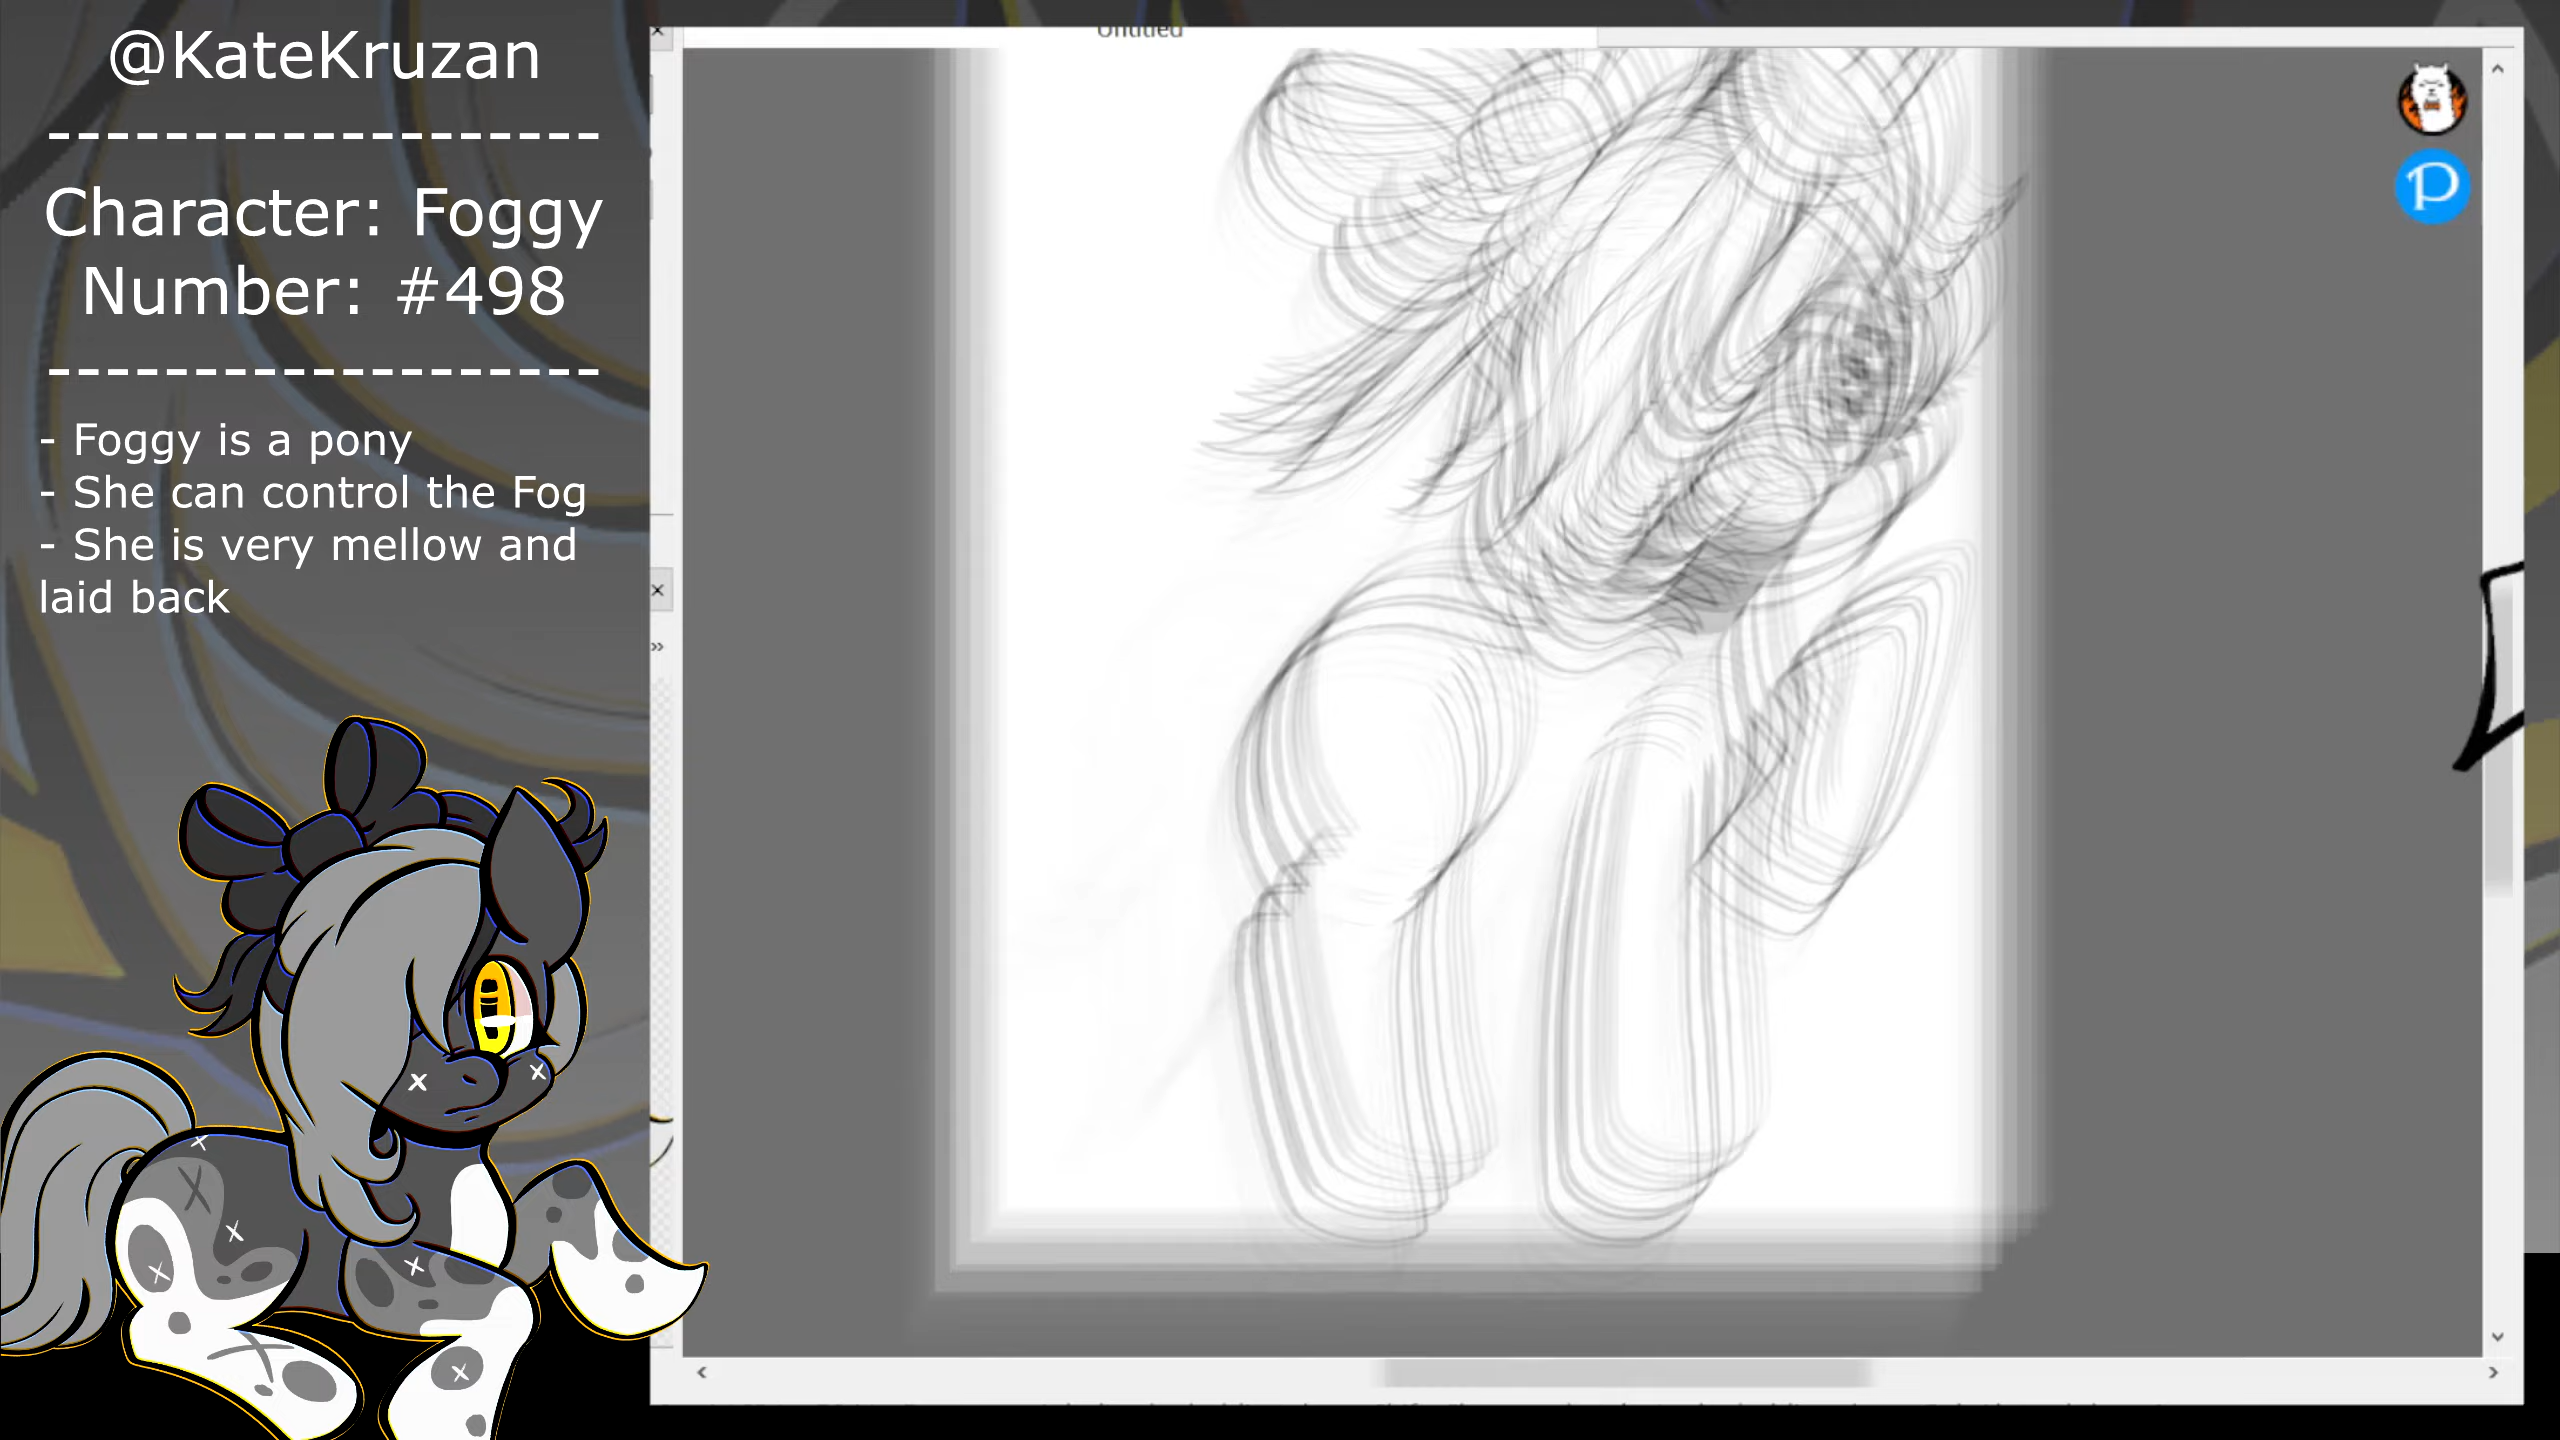 @KateKruzan
-------------------
Character: Foggy
Number: #498
-------------------
- Foggy is a pony
- She can control the Fog
- She is very mellow and
laid back
Untitled
P